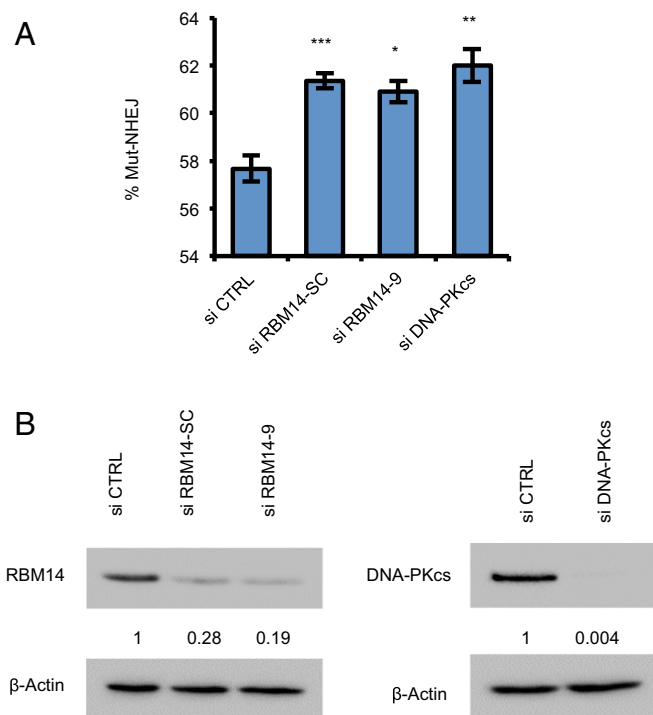 A
***
*
**
64
62
60
58
56
54
% Mut-NHEJ
si CTRL
si RBM14-SC
si RBM14-9
si DNA-PKcs
B
si CTRL
si RBM14-SC
si RBM14-9
RBM14
1 0.28 0.19
β-Actin
si CTRL
si DNA-PKcs
DNA-PKcs
1 0.004
β-Actin